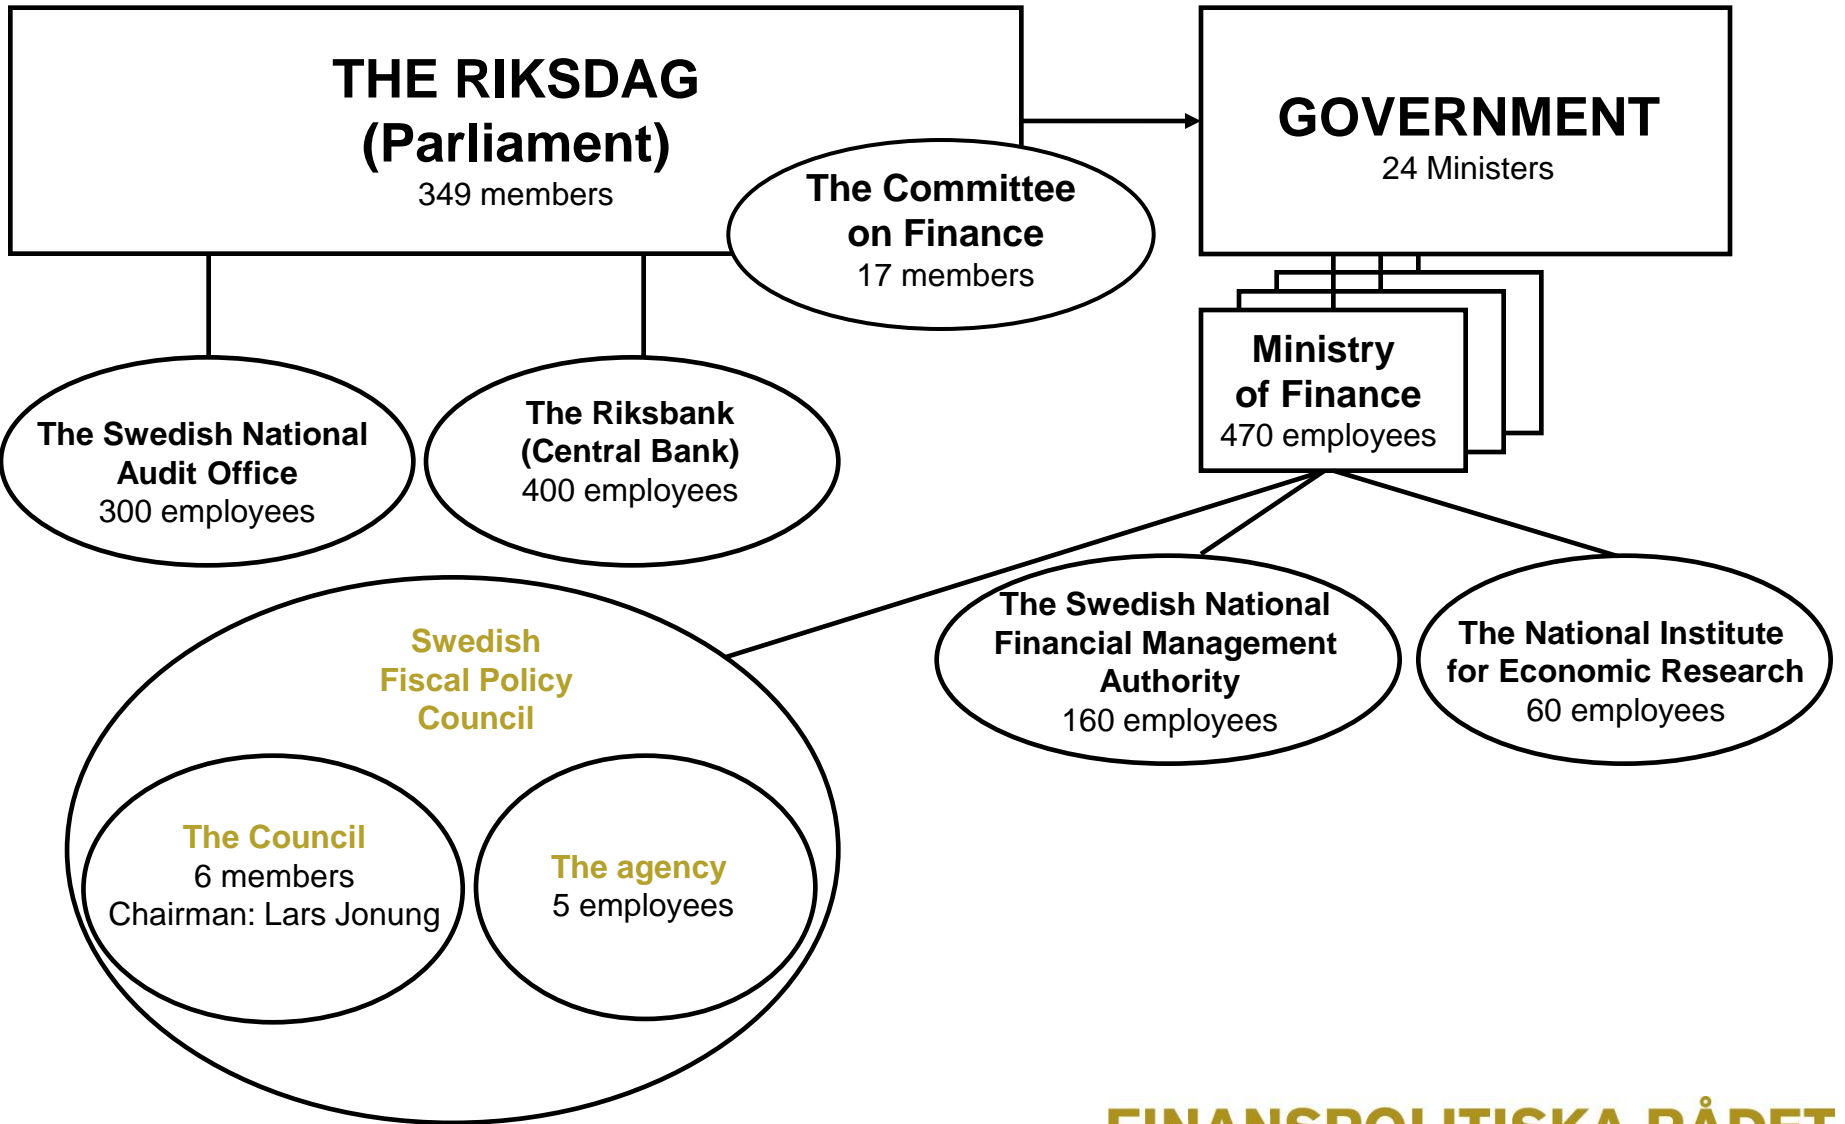 THE RIKSDAG
(Parliament)
349 members
GOVERNMENT
24 Ministers
The Committee
on Finance
17 members
Ministry
of Finance
470 employees
The Swedish National
Audit Office
300 employees
The Riksbank
(Central Bank)
400 employees
Swedish
Fiscal Policy
Council
The Swedish National
Financial Management
Authority
160 employees
The National Institute
for Economic Research
60 employees
The Council
6 members
Chairman: Lars Jonung
The agency
5 employees
FINANSPOLITISKA RÅDET